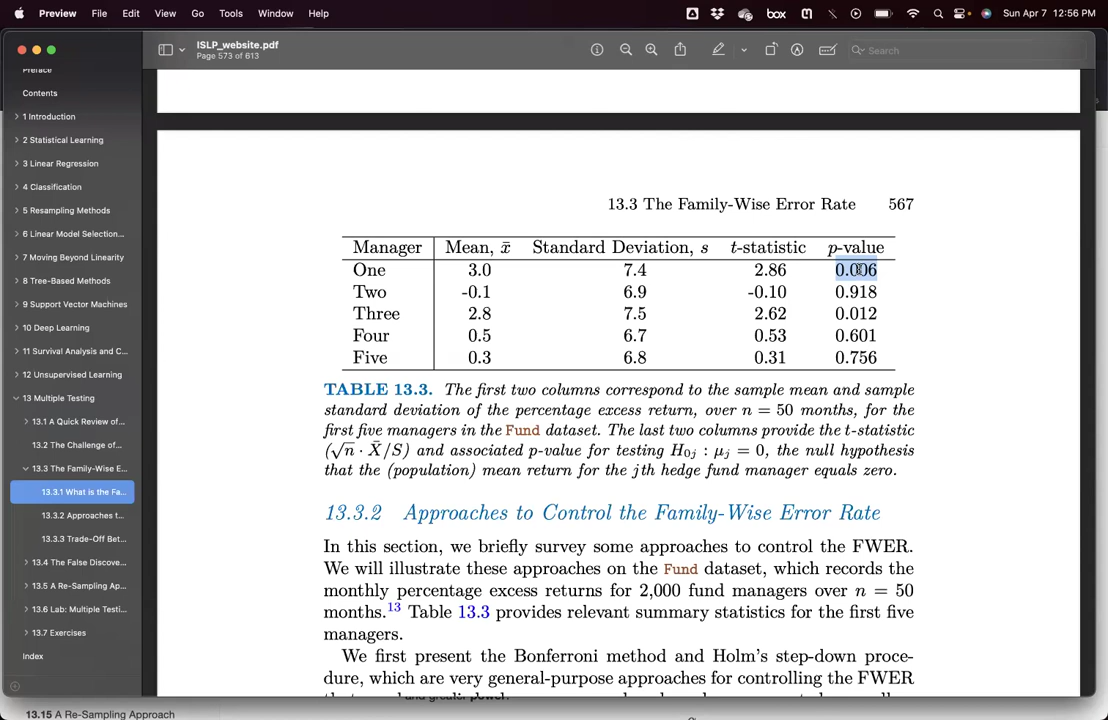 Preview File Edit View Go Tools Window Help
box
Sun Apr 7 12:56 PM
ISLP_website.pdf
Page 573 of 613
Search
Preface
Contents
1 Introduction
2 Statistical Learning
3 Linear Regression
4 Classification
5 Resampling Methods
6 Linear Model Selection...
7 Moving Beyond Linearity
8 Tree-Based Methods
9 Support Vector Machines
10 Deep Learning
11 Survival Analysis and C...
12 Unsupervised Learning
13 Multiple Testing
13.1 A Quick Review of...
13.2 The Challenge of...
13.3 The Family-Wise E...
13.3.1 What is the Fa...
13.3.2 Approaches t...
13.3.3 Trade-Off Bet...
13.4 The False Discove...
13.5 A Re-Sampling Ap...
13.6 Lab: Multiple Testi...
13.7 Exercises
Index
13.3 The Family-Wise Error Rate 567
Manager Mean, x̄ Standard Deviation, s t-statistic p-value
One 3.0 7.4 2.86 0.006
Two -0.1 6.9 -0.10 0.918
Three 2.8 7.5 2.62 0.012
Four 0.5 6.7 0.53 0.601
Five 0.3 6.8 0.31 0.756
TABLE 13.3. The first two columns correspond to the sample mean and sample
standard deviation of the percentage excess return, over n = 50 months, for the
first five managers in the Fund dataset. The last two columns provide the t-statistic
(√n · X̄/S) and associated p-value for testing H0j : μj = 0, the null hypothesis
that the (population) mean return for the jth hedge fund manager equals zero.
13.3.2 Approaches to Control the Family-Wise Error Rate
In this section, we briefly survey some approaches to control the FWER.
We will illustrate these approaches on the Fund dataset, which records the
monthly percentage excess returns for 2,000 fund managers over n = 50
months.13 Table 13.3 provides relevant summary statistics for the first five
managers.
We first present the Bonferroni method and Holm's step-down proce-
dure, which are very general-purpose approaches for controlling the FWER
and greater power.
13.15 A Re-Sampling Approach